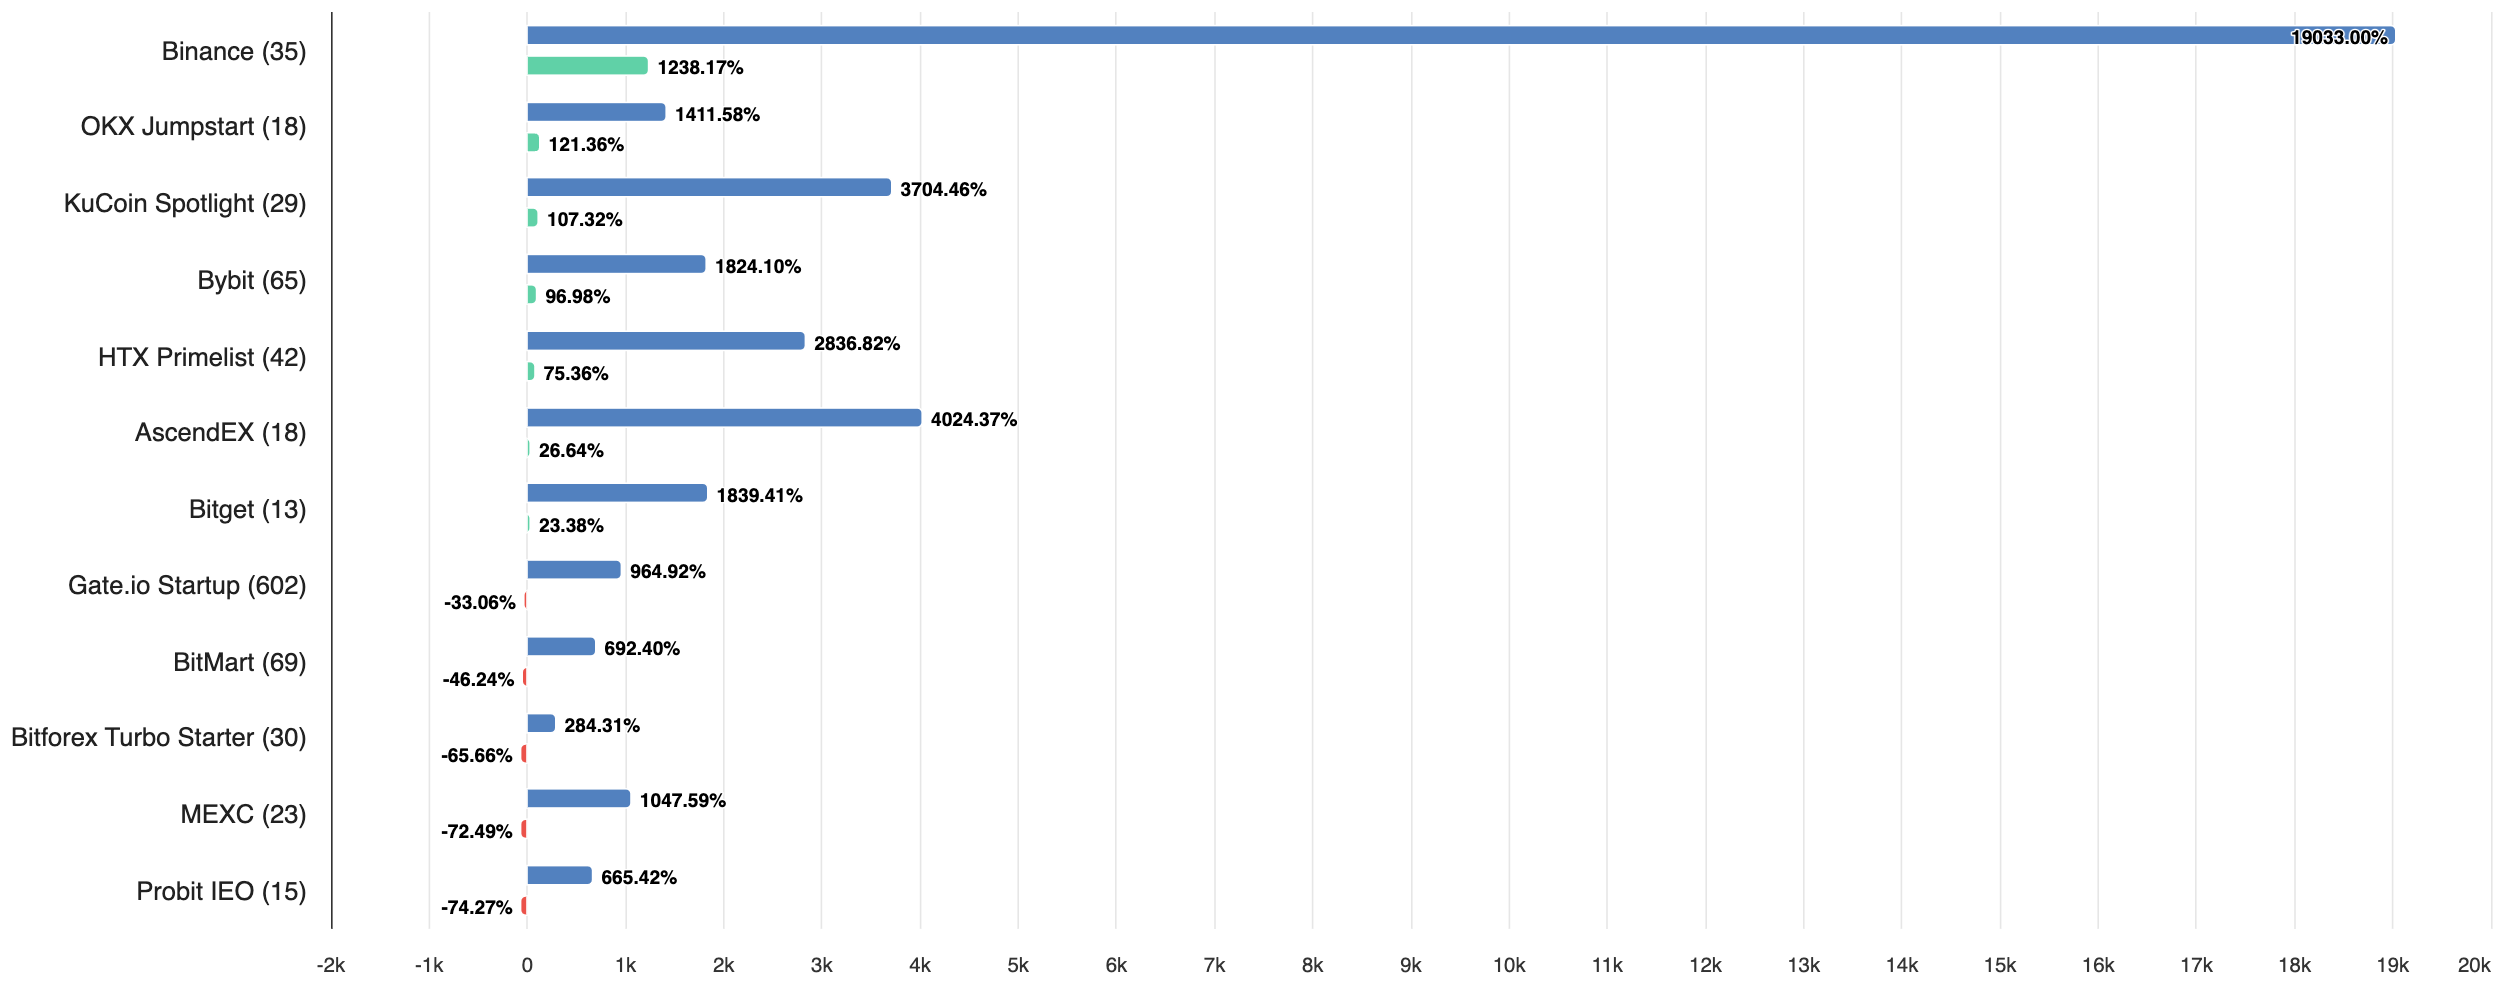 Binance (35)
19033.00%
1238.17%
OKX Jumpstart (18)
1411.58%
121.36%
KuCoin Spotlight (29)
3704.46%
107.32%
Bybit (65)
1824.10%
96.98%
HTX Primelist (42)
2836.82%
75.36%
AscendEX (18)
4024.37%
26.64%
Bitget (13)
1839.41%
23.38%
Gate.io Startup (602)
964.92%
-33.06%
BitMart (69)
692.40%
-46.24%
Bitforex Turbo Starter (30)
284.31%
-65.66%
MEXC (23)
1047.59%
-72.49%
Probit IEO (15)
665.42%
-74.27%
-2k -1k 0 1k 2k 3k 4k 5k 6k 7k 8k 9k 10k 11k 12k 13k 14k 15k 16k 17k 18k 19k 20k